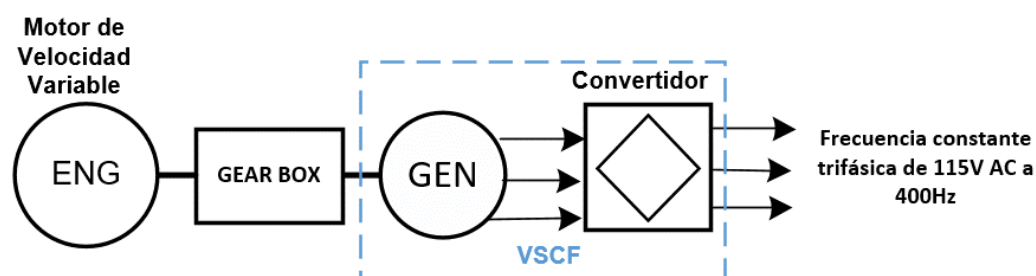 Motor de
Velocidad
Variable
ENG
GEAR BOX
GEN
VSCF
Convertidor
Frecuencia constante
trifásica de 115V AC a
400Hz